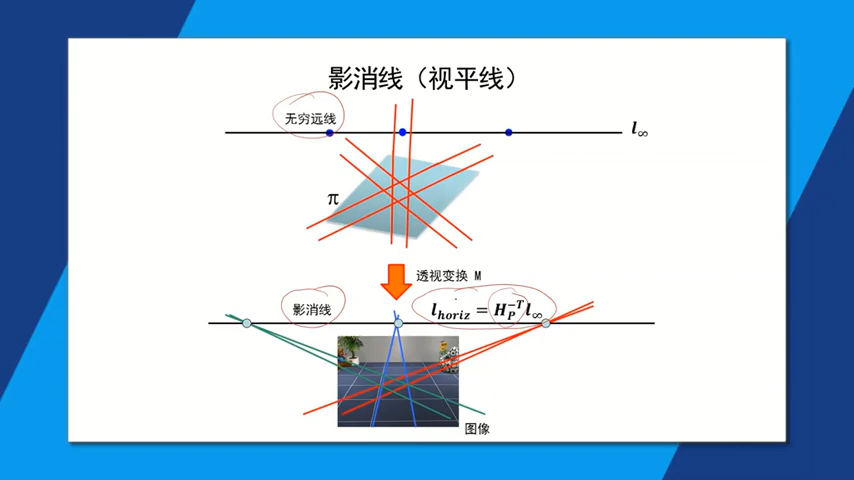 影消线（视平线）
无穷远线
l∞
π
透视变换 M
影消线
l_horiz = H_P^{-T} l∞
图像